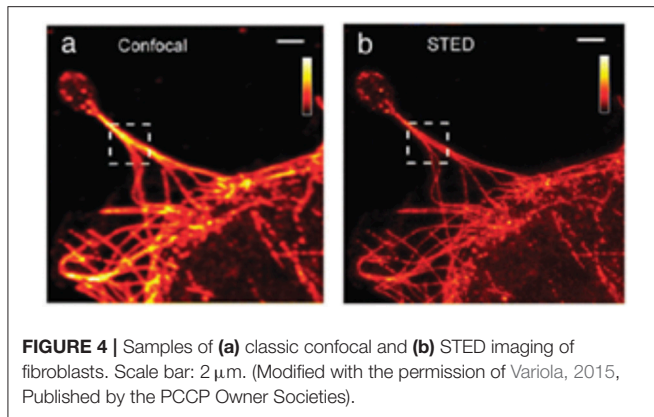 a Confocal
b STED
FIGURE 4 | Samples of (a) classic confocal and (b) STED imaging of
fibroblasts. Scale bar: 2 μm. (Modified with the permission of Variola, 2015,
Published by the PCCP Owner Societies).